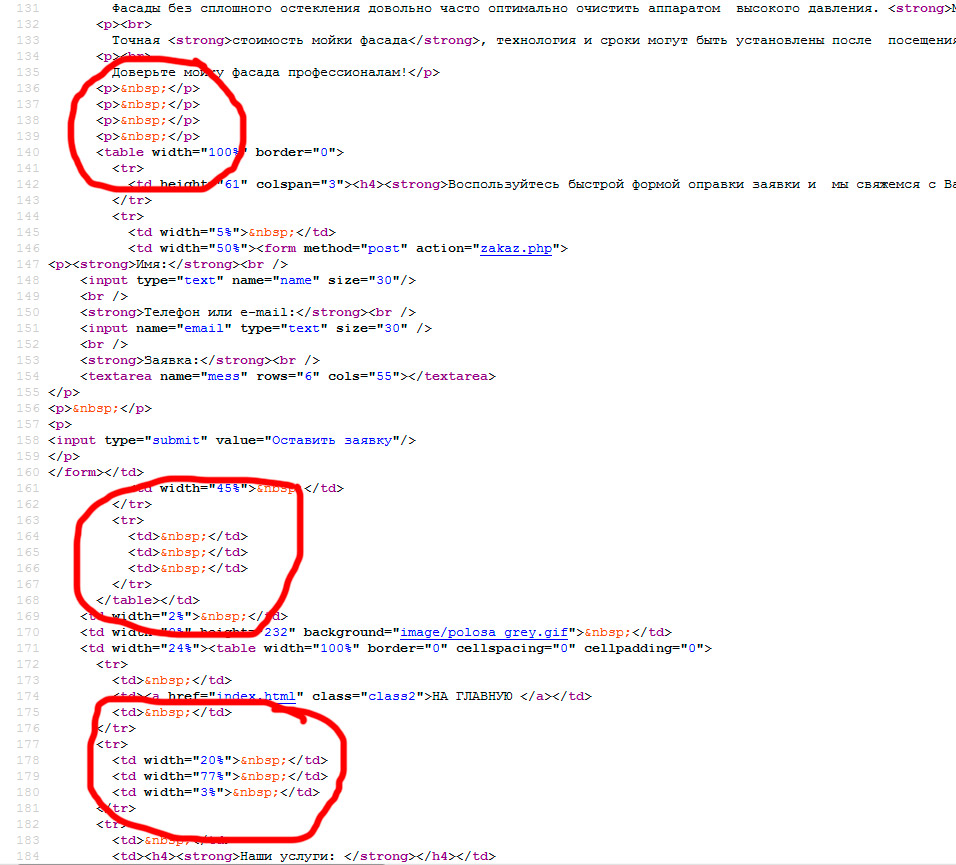 131 Фасады без сплошного остекления довольно часто оптимально очистить аппаратом  высокого давления. <strong>М
132 <p><br>
133 Точная <strong>стоимость мойки фасада</strong>, технология и сроки могут быть установлены после  посещения
134 <p><br>
135 Доверьте мойку фасада профессионалам!</p>
136 <p>&nbsp;</p>
137 <p>&nbsp;</p>
138 <p>&nbsp;</p>
139 <p>&nbsp;</p>
140 <table width="100%" border="0">
141 <tr>
142 <td height="61" colspan="3"><h4><strong>Воспользуйтесь быстрой формой оправки заявки и  мы свяжемся с Ва
143 </tr>
144 <tr>
145 <td width="5%">&nbsp;</td>
146 <td width="50%"><form method="post" action="zakaz.php">
147 <p><strong>Имя:</strong><br />
148 <input type="text" name="name" size="30"/>
149 <br />
150 <strong>Телефон или e-mail:</strong><br />
151 <input name="email" type="text" size="30" />
152 <br />
153 <strong>Заявка:</strong><br />
154 <textarea name="mess" rows="6" cols="55"></textarea>
155 </p>
156 <p>&nbsp;</p>
157 <p>
158 <input type="submit" value="Оставить заявку"/>
159 </p>
160 </form></td>
161 <td width="45%">&nbsp;</td>
162 </tr>
163 <tr>
164 <td>&nbsp;</td>
165 <td>&nbsp;</td>
166 <td>&nbsp;</td>
167 </tr>
168 </table></td>
169 <td width="2%">&nbsp;</td>
170 <td width="0%" height="232" background="image/polosa_grey.gif">&nbsp;</td>
171 <td width="24%"><table width="100%" border="0" cellspacing="0" cellpadding="0">
172 <tr>
173 <td>&nbsp;</td>
174 <td><a href="index.html" class="class2">НА ГЛАВНУЮ </a></td>
175 <td>&nbsp;</td>
176 </tr>
177 <tr>
178 <td width="20%">&nbsp;</td>
179 <td width="77%">&nbsp;</td>
180 <td width="3%">&nbsp;</td>
181 </tr>
182 <tr>
183 <td>&nbsp;</td>
184 <td><h4><strong>Наши услуги: </strong></h4></td>